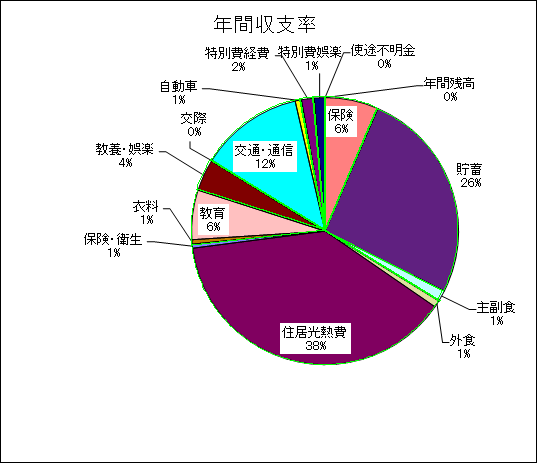 年間収支率
特別費経費
2%
特別費娯楽
1%
使途不明金
0%
年間残高
0%
自動車
1%
保険
6%
交際
0%
交通・通信
12%
教養・娯楽
4%
貯蓄
26%
衣料
1%
教育
6%
保険・衛生
1%
主副食
1%
住居光熱費
38%
外食
1%